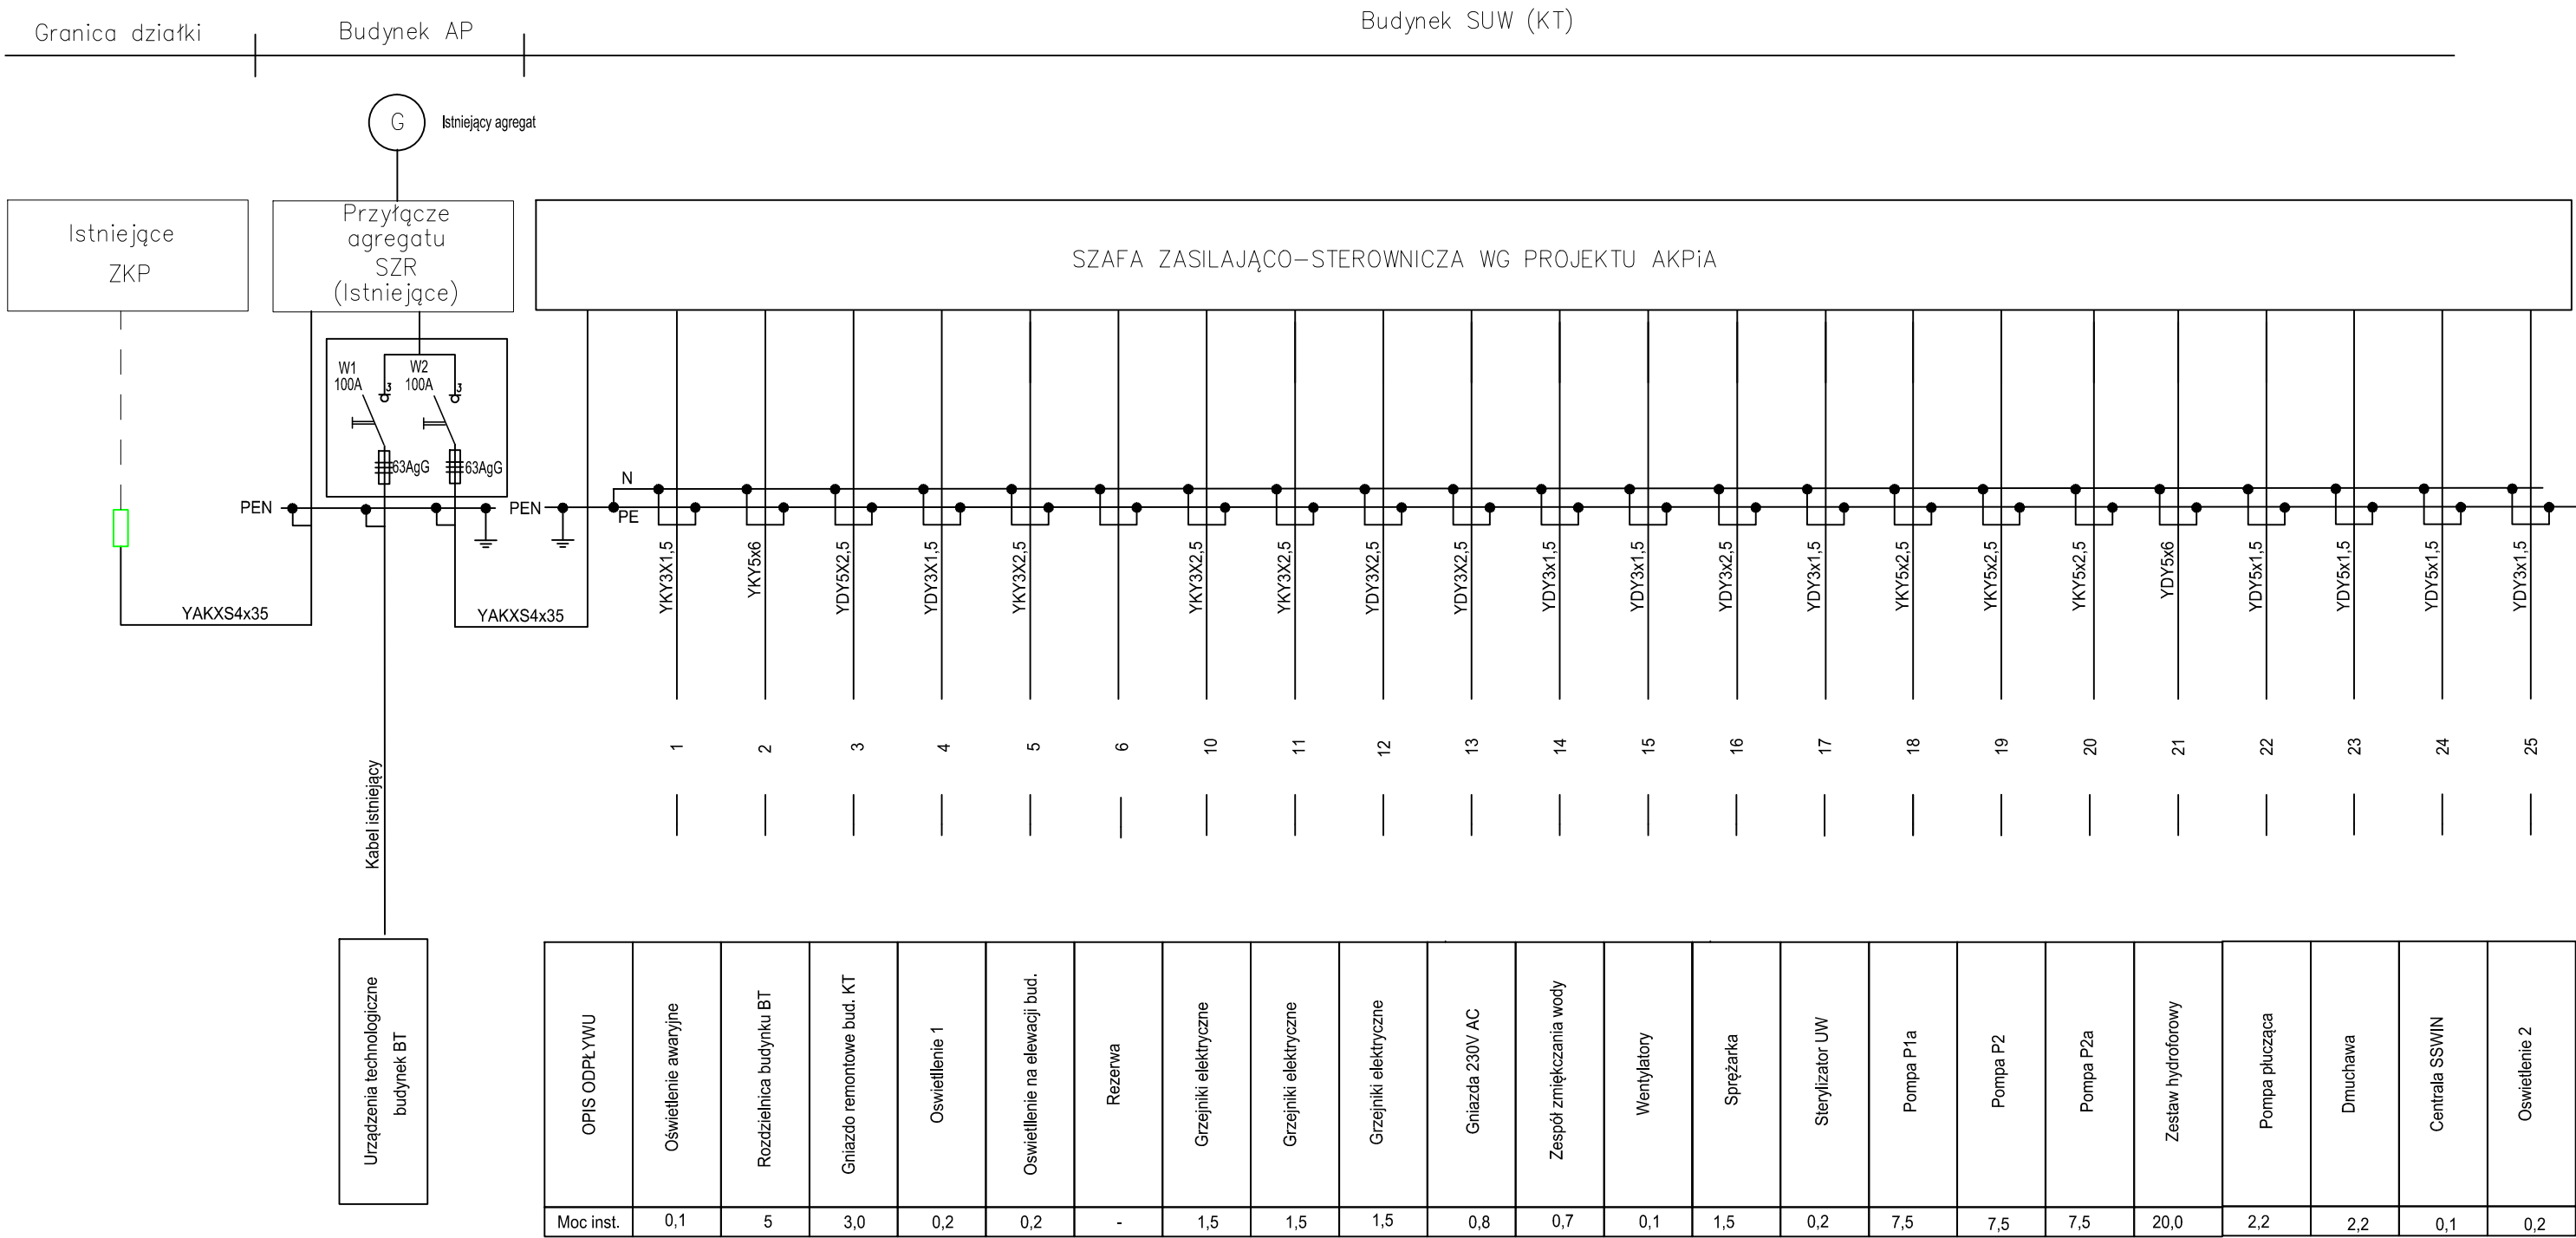 Granica działki
Budynek AP
Budynek SUW (KT)
G
Istniejący agregat
Istniejące
ZKP
Przyłącze
agregatu
SZR
(Istniejące)
SZAFA ZASILAJĄCO-STEROWNICZA WG PROJEKTU AKPiA
W1
100A
3
W2
100A
3
63AgG
63AgG
PEN
PEN
N
PE
YAKXS4x35
YAKXS4x35
YKY3X1,5
YKY5x6
YDY5X2,5
YDY3X1,5
YKY3X2,5
YKY3X2,5
YKY3X2,5
YDY3X2,5
YDY3X2,5
YDY3x1,5
YDY3x1,5
YDY3x2,5
YDY3x1,5
YKY5x2,5
YKY5x2,5
YKY5x2,5
YDY5x6
YDY5x1,5
YDY5x1,5
YDY5x1,5
YDY3x1,5
1
2
3
4
5
6
10
11
12
13
14
15
16
17
18
19
20
21
22
23
24
25
Kabel istniejący
Urządzenia technologiczne
budynek BT
OPIS ODPŁYWU
Oświetlenie awaryjne
Rozdzielnica budynku BT
Gniazdo remontowe bud. KT
Oswietllenie 1
Oswietllenie na elewacji bud.
Rezerwa
Grzejniki elektryczne
Grzejniki elektryczne
Grzejniki elektryczne
Gniazda 230V AC
Zespół zmiękczania wody
Wentylatory
Sprężarka
Sterylizator UW
Pompa P1a
Pompa P2
Pompa P2a
Zestaw hydroforowy
Pompa płucząca
Dmuchawa
Centrala SSWIN
Oswietlenie 2
Moc inst.
0,1
5
3,0
0,2
0,2
-
1,5
1,5
1,5
0,8
0,7
0,1
1,5
0,2
7,5
7,5
7,5
20,0
2,2
2,2
0,1
0,2